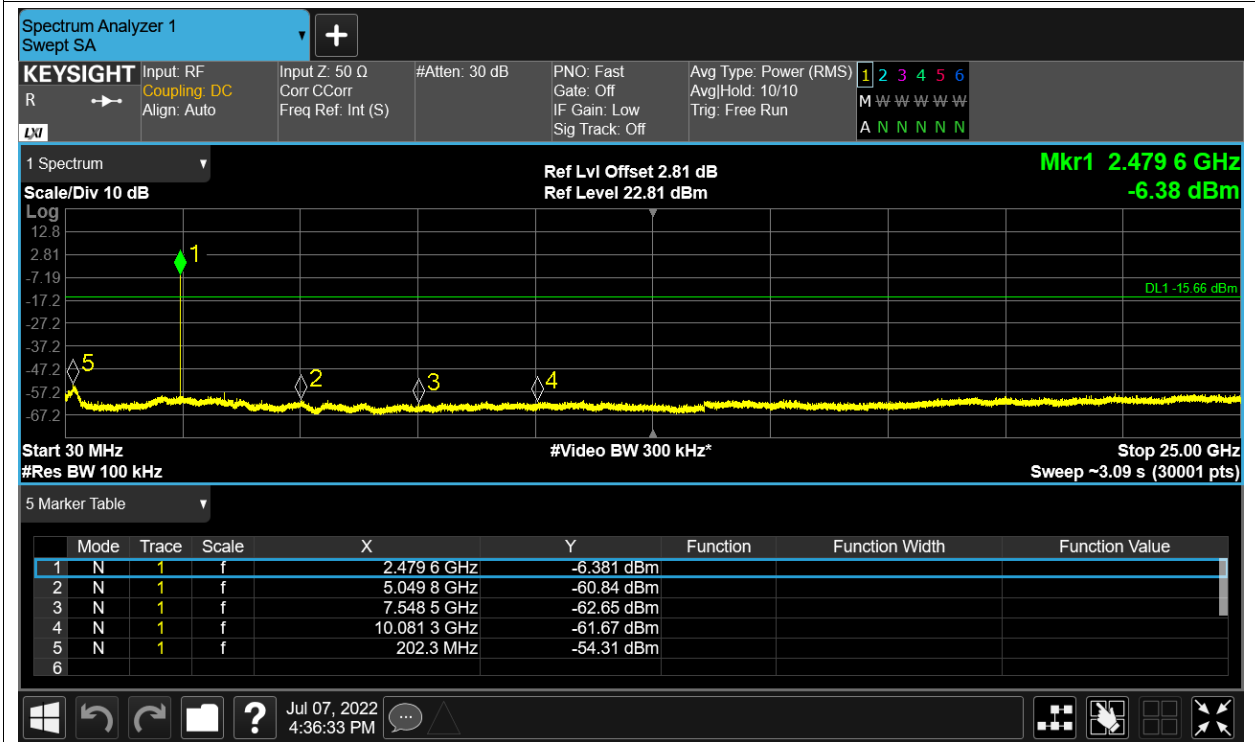 Spectrum Analyzer 1
Swept SA
+
KEYSIGHT
R
LXI
Input: RF
Coupling: DC
Align: Auto
Input Z: 50 Ω
Corr CCorr
Freq Ref: Int (S)
#Atten: 30 dB
PNO: Fast
Gate: Off
IF Gain: Low
Sig Track: Off
Avg Type: Power (RMS)
Avg|Hold: 10/10
Trig: Free Run
1 2 3 4 5 6
M W W W W W
A N N N N N
1 Spectrum
Scale/Div 10 dB
Ref Lvl Offset 2.81 dB
Ref Level 22.81 dBm
Mkr1 2.479 6 GHz
-6.38 dBm
Log
12.8
2.81
-7.19
-17.2
-27.2
-37.2
-47.2
-57.2
-67.2
1
DL1 -15.66 dBm
5
2
3
4
Start 30 MHz
#Video BW 300 kHz*
Stop 25.00 GHz
#Res BW 100 kHz
Sweep ~3.09 s (30001 pts)
5 Marker Table
Mode Trace Scale X Y Function Function Width Function Value
1 N 1 f 2.479 6 GHz -6.381 dBm
2 N 1 f 5.049 8 GHz -60.84 dBm
3 N 1 f 7.548 5 GHz -62.65 dBm
4 N 1 f 10.081 3 GHz -61.67 dBm
5 N 1 f 202.3 MHz -54.31 dBm
6
?
Jul 07, 2022
4:36:33 PM